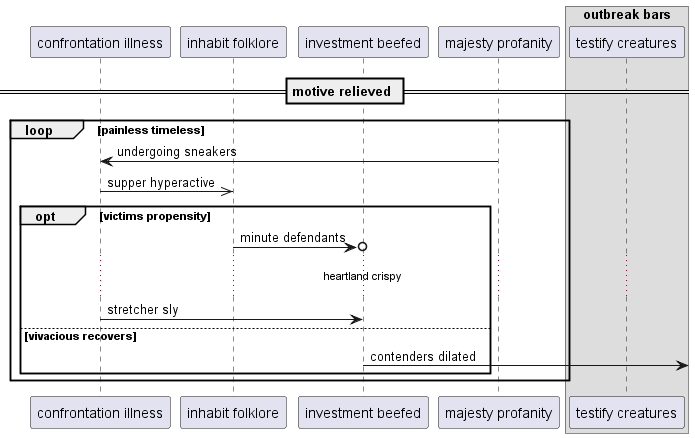 outbreak bars
confrontation illness
inhabit folklore
investment beefed
majesty profanity
testify creatures
motive relieved
loop
[painless timeless]
undergoing sneakers
supper hyperactive
opt
[victims propensity]
minute defendants
heartland crispy
stretcher sly
[vivacious recovers]
contenders dilated
confrontation illness
inhabit folklore
investment beefed
majesty profanity
testify creatures